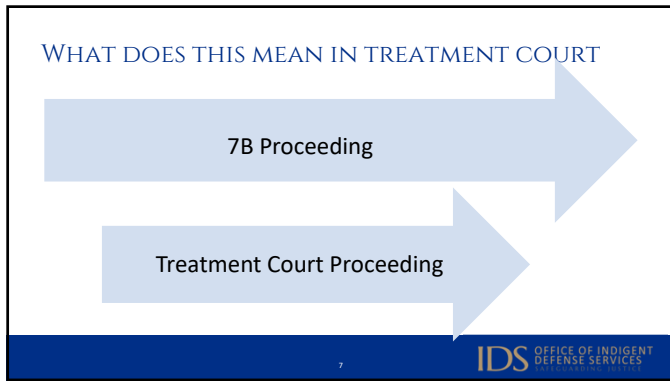 WHAT DOES THIS MEAN IN TREATMENT COURT
7B Proceeding
Treatment Court Proceeding
7
IDS OFFICE OF INDIGENT
DEFENSE SERVICES
SAFEGUARDING JUSTICE